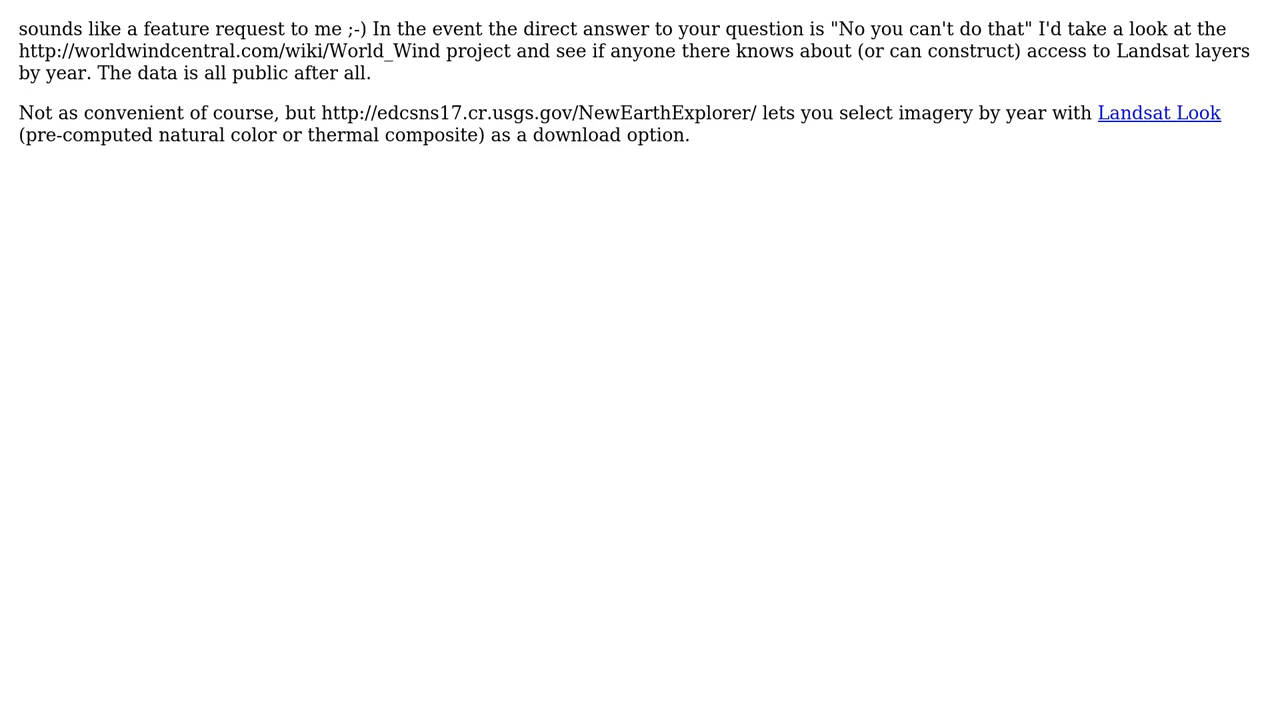 sounds like a feature request to me ;-) In the event the direct answer to your question is "No you can't do that" I'd take a look at the
http://worldwindcentral.com/wiki/World_Wind project and see if anyone there knows about (or can construct) access to Landsat layers
by year. The data is all public after all.
Not as convenient of course, but http://edcsns17.cr.usgs.gov/NewEarthExplorer/ lets you select imagery by year with Landsat Look
(pre-computed natural color or thermal composite) as a download option.